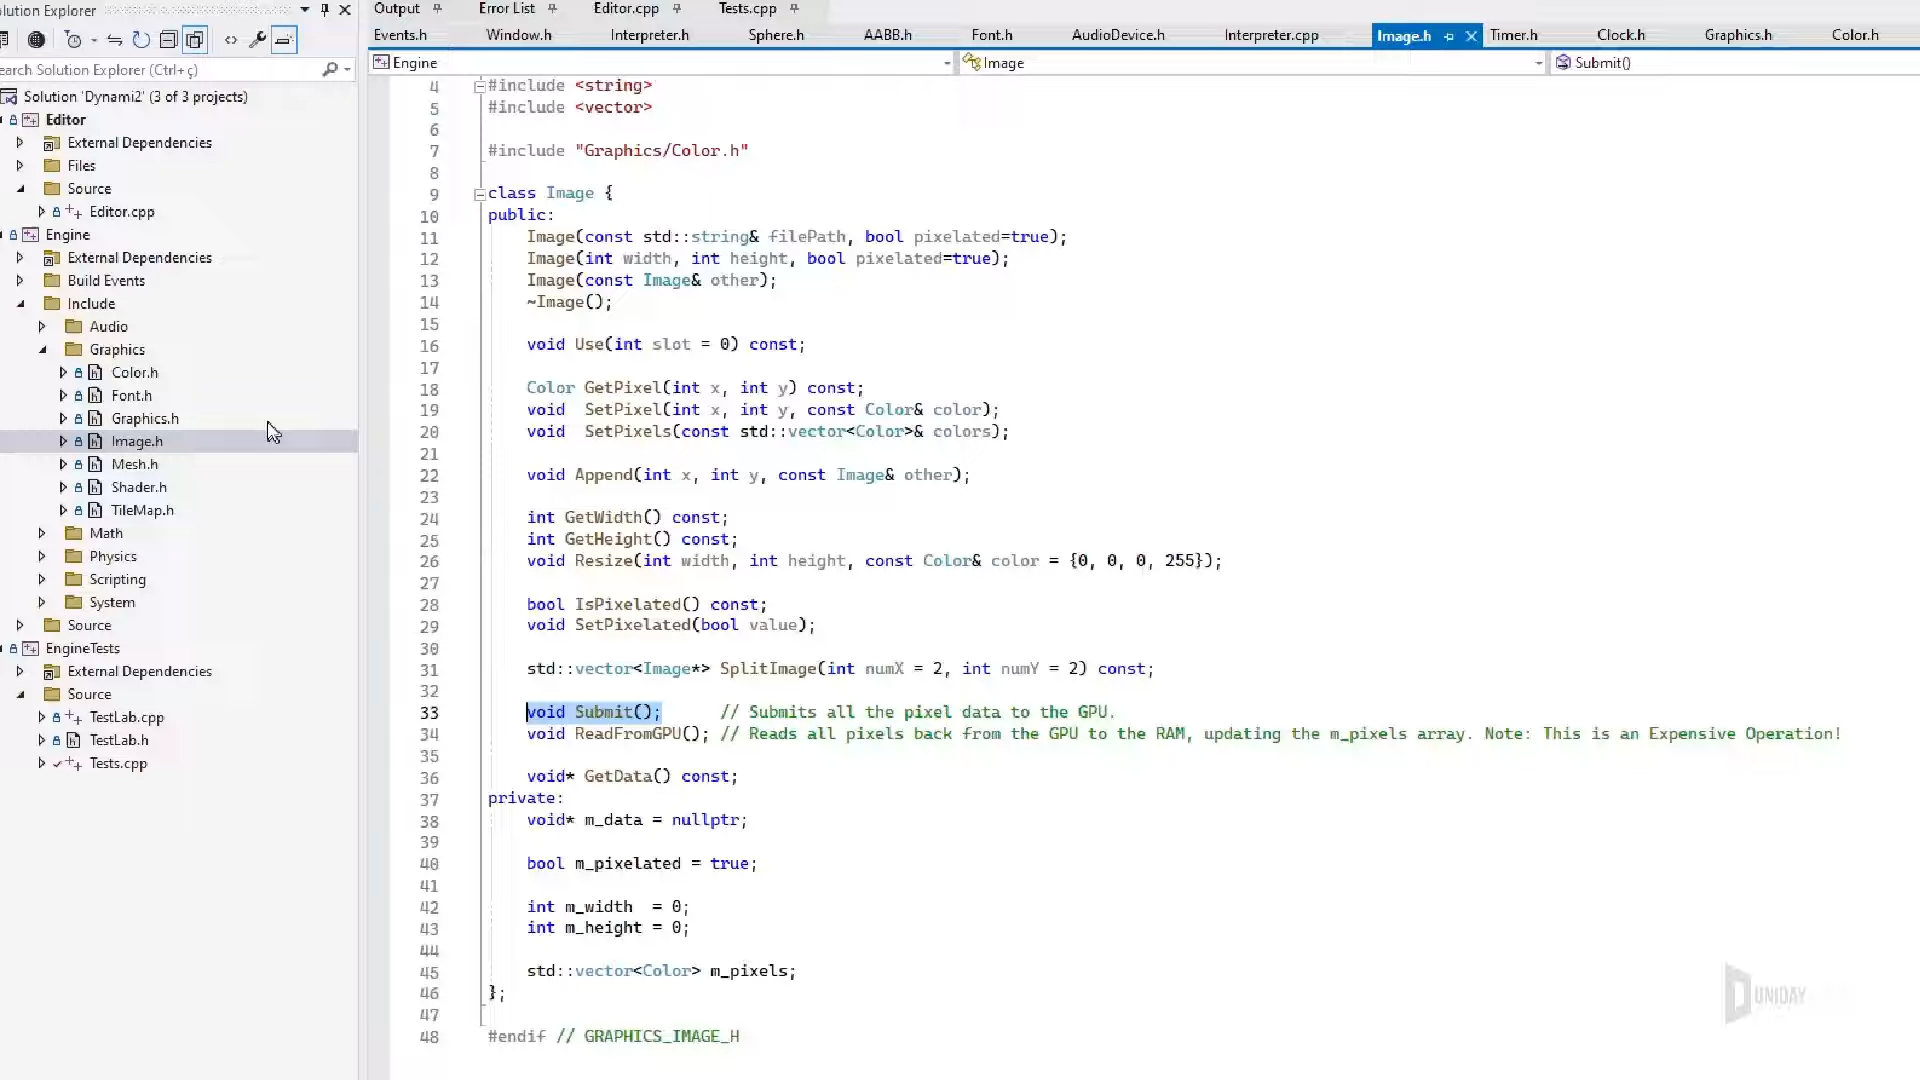 olution Explorer
earch Solution Explorer (Ctrl+ç)
Solution 'Dynami2' (3 of 3 projects)
Editor
External Dependencies
Files
Source
Editor.cpp
Engine
External Dependencies
Build Events
Include
Audio
Graphics
Color.h
Font.h
Graphics.h
Image.h
Mesh.h
Shader.h
TileMap.h
Math
Physics
Scripting
System
Source
EngineTests
External Dependencies
Source
TestLab.cpp
TestLab.h
Tests.cpp
Output Error List Editor.cpp Tests.cpp
Events.h Window.h Interpreter.h Sphere.h AABB.h Font.h AudioDevice.h Interpreter.cpp Image.h Timer.h Clock.h Graphics.h Color.h
Engine Image Submit()
4 #include <string>
5 #include <vector>
6
7 #include "Graphics/Color.h"
8
9 class Image {
10 public:
11 Image(const std::string& filePath, bool pixelated=true);
12 Image(int width, int height, bool pixelated=true);
13 Image(const Image& other);
14 ~Image();
15
16 void Use(int slot = 0) const;
17
18 Color GetPixel(int x, int y) const;
19 void  SetPixel(int x, int y, const Color& color);
20 void  SetPixels(const std::vector<Color>& colors);
21
22 void Append(int x, int y, const Image& other);
23
24 int GetWidth() const;
25 int GetHeight() const;
26 void Resize(int width, int height, const Color& color = {0, 0, 0, 255});
27
28 bool IsPixelated() const;
29 void SetPixelated(bool value);
30
31 std::vector<Image*> SplitImage(int numX = 2, int numY = 2) const;
32
33 void Submit();      // Submits all the pixel data to the GPU.
34 void ReadFromGPU(); // Reads all pixels back from the GPU to the RAM, updating the m_pixels array. Note: This is an Expensive Operation!
35
36 void* GetData() const;
37 private:
38 void* m_data = nullptr;
39
40 bool m_pixelated = true;
41
42 int m_width  = 0;
43 int m_height = 0;
44
45 std::vector<Color> m_pixels;
46 };
47
48 #endif // GRAPHICS_IMAGE_H
UNIDAY